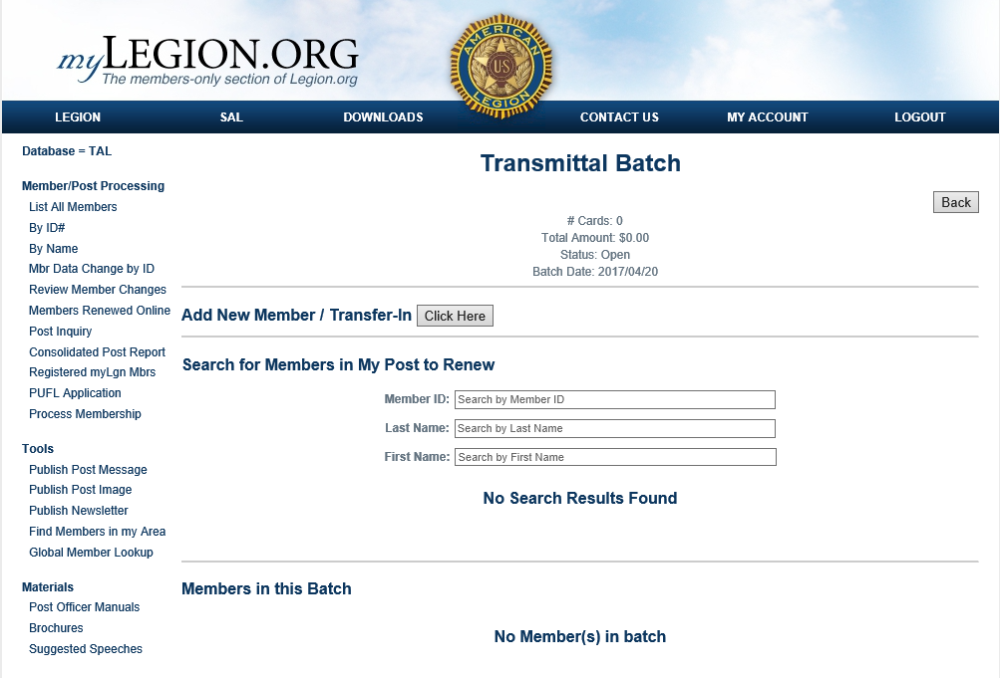 myLEGION.ORG
The members-only section of Legion.org
AMERICAN
US
LEGION
LEGION SAL DOWNLOADS CONTACT US MY ACCOUNT LOGOUT
Database = TAL
Member/Post Processing
List All Members
By ID#
By Name
Mbr Data Change by ID
Review Member Changes
Members Renewed Online
Post Inquiry
Consolidated Post Report
Registered myLgn Mbrs
PUFL Application
Process Membership
Tools
Publish Post Message
Publish Post Image
Publish Newsletter
Find Members in my Area
Global Member Lookup
Materials
Post Officer Manuals
Brochures
Suggested Speeches
Transmittal Batch
Back
# Cards: 0
Total Amount: $0.00
Status: Open
Batch Date: 2017/04/20
Add New Member / Transfer-In Click Here
Search for Members in My Post to Renew
Member ID: Search by Member ID
Last Name: Search by Last Name
First Name: Search by First Name
No Search Results Found
Members in this Batch
No Member(s) in batch